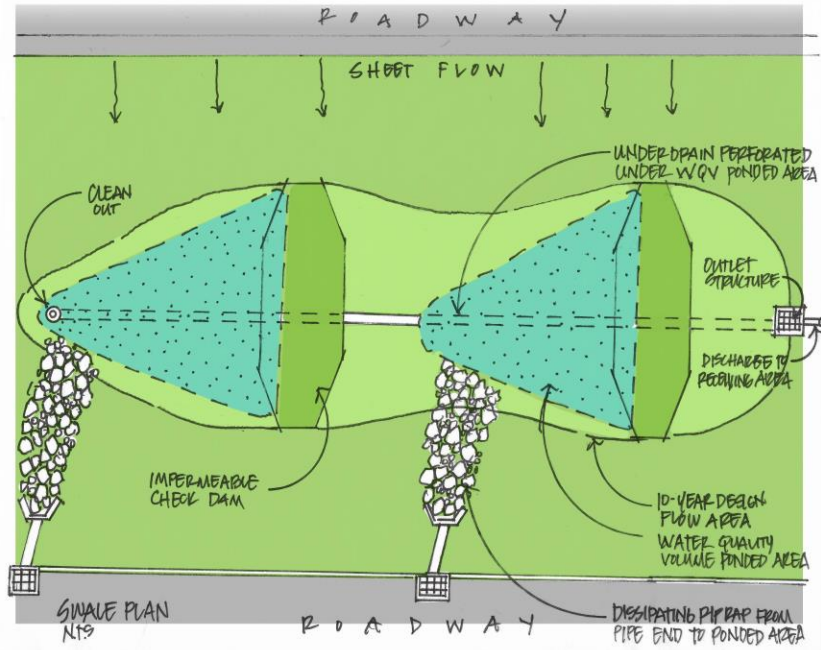 ROADWAY
SHEET FLOW
CLEAN
OUT
UNDERDRAIN PERFORATED
UNDER WQV PONDED AREA
OUTLET
STRUCTURE
DISCHARGE TO
RECEIVING AREA
IMPERMEABLE
CHECK DAM
10-YEAR DESIGN
FLOW AREA
WATER QUALITY
VOLUME PONDED AREA
DISSIPATING RIPRAP FROM
PIPE END TO PONDED AREA
SWALE PLAN
NTS
ROADWAY